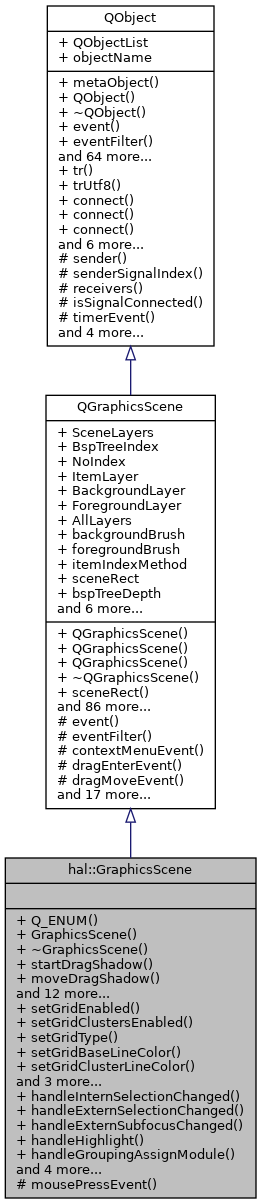 QObject
+ QObjectList
+ objectName
+ metaObject()
+ QObject()
+ ~QObject()
+ event()
+ eventFilter()
and 64 more...
+ tr()
+ trUtf8()
+ connect()
+ connect()
+ connect()
and 6 more...
# sender()
# senderSignalIndex()
# receivers()
# isSignalConnected()
# timerEvent()
and 4 more...
QGraphicsScene
+ SceneLayers
+ BspTreeIndex
+ NoIndex
+ ItemLayer
+ BackgroundLayer
+ ForegroundLayer
+ AllLayers
+ backgroundBrush
+ foregroundBrush
+ itemIndexMethod
+ sceneRect
+ bspTreeDepth
and 6 more...
+ QGraphicsScene()
+ QGraphicsScene()
+ QGraphicsScene()
+ ~QGraphicsScene()
+ sceneRect()
and 86 more...
# event()
# eventFilter()
# contextMenuEvent()
# dragEnterEvent()
# dragMoveEvent()
and 17 more...
hal::GraphicsScene
+ Q_ENUM()
+ GraphicsScene()
+ ~GraphicsScene()
+ startDragShadow()
+ moveDragShadow()
and 12 more...
+ setGridEnabled()
+ setGridClustersEnabled()
+ setGridType()
+ setGridBaseLineColor()
+ setGridClusterLineColor()
and 3 more...
+ handleInternSelectionChanged()
+ handleExternSelectionChanged()
+ handleExternSubfocusChanged()
+ handleHighlight()
+ handleGroupingAssignModule()
and 4 more...
# mousePressEvent()